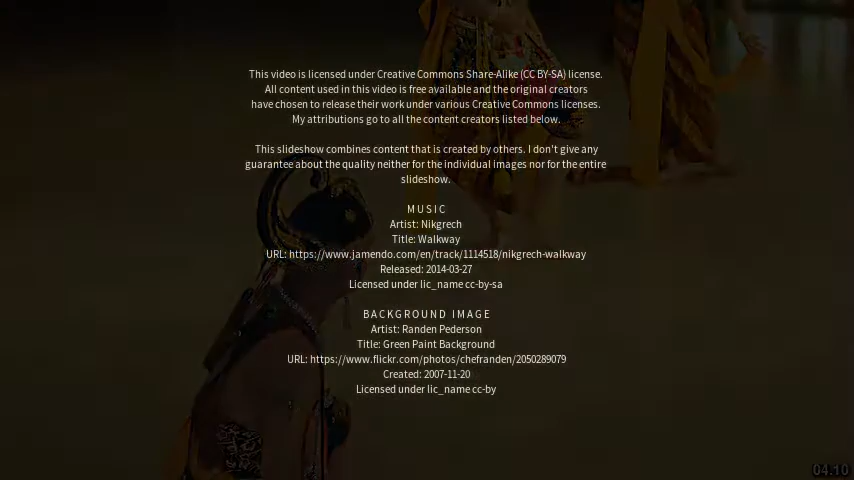 This video is licensed under Creative Commons Share-Alike (CC BY-SA) license.
All content used in this video is free available and the original creators
have chosen to release their work under various Creative Commons licenses.
My attributions go to all the content creators listed below.
This slideshow combines content that is created by others. I don't give any
guarantee about the quality neither for the individual images nor for the entire
slideshow.
MUSIC
Artist: Nikgrech
Title: Walkway
URL: https://www.jamendo.com/en/track/1114518/nikgrech-walkway
Released: 2014-03-27
Licensed under lic_name cc-by-sa
BACKGROUND IMAGE
Artist: Randen Pederson
Title: Green Paint Background
URL: https://www.flickr.com/photos/chefranden/2050289079
Created: 2007-11-20
Licensed under lic_name cc-by
04.10